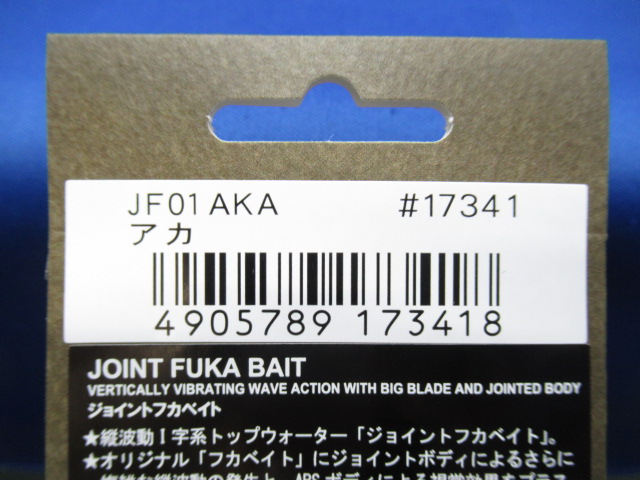 JF01 AKA #17341
アカ
4905789 173418
JOINT FUKA BAIT
VERTICALLY VIBRATING WAVE ACTION WITH BIG BLADE AND JOINTED BODY
ジョイントフカベイト
★縦波動I字系トップウォーター「ジョイントフカベイト」。
★オリジナル「フカベイト」にジョイントボディによるさらに